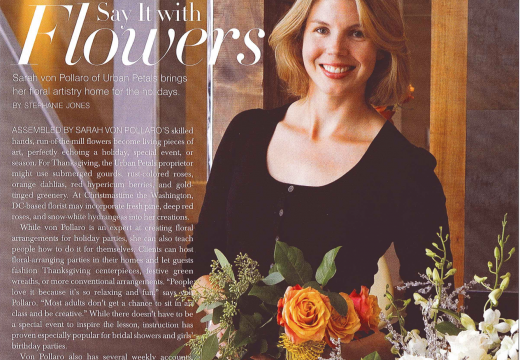 Say It with
Flowers
Sarah von Pollaro of Urban Petals brings
her floral artistry home for the holidays.
BY STEPHANIE JONES
ASSEMBLED BY SARAH VON POLLARO'S skilled
hands, run of the mill flowers become living pieces of
art, perfectly echoing a holiday, special event, or
season. For Thanksgiving, the Urban Petals proprietor
might use submerged gourds, rust-colored roses,
orange dahlias, red hypericum berries, and gold-
tinged greenery. At Christmastime the Washington,
DC-based florist may incorporate fresh pine, deep red
roses, and snow-white hydrangeas into her creations.
While von Pollaro is an expert at creating floral
arrangements for holiday parties, she can also teach
people how to do it for themselves. Clients can host
floral-arranging parties in their homes and let guests
fashion Thanksgiving centerpieces, festive green
wreaths, or more conventional arrangements. "People
love it because it's so relaxing and fun," says von
Pollaro. "Most adults don't get a chance to sit in art
class and be creative." While there doesn't have to be
a special event to inspire the lesson, instruction has
proven especially popular for bridal showers and girls'
birthday parties.
Von Pollaro also has several weekly accounts,